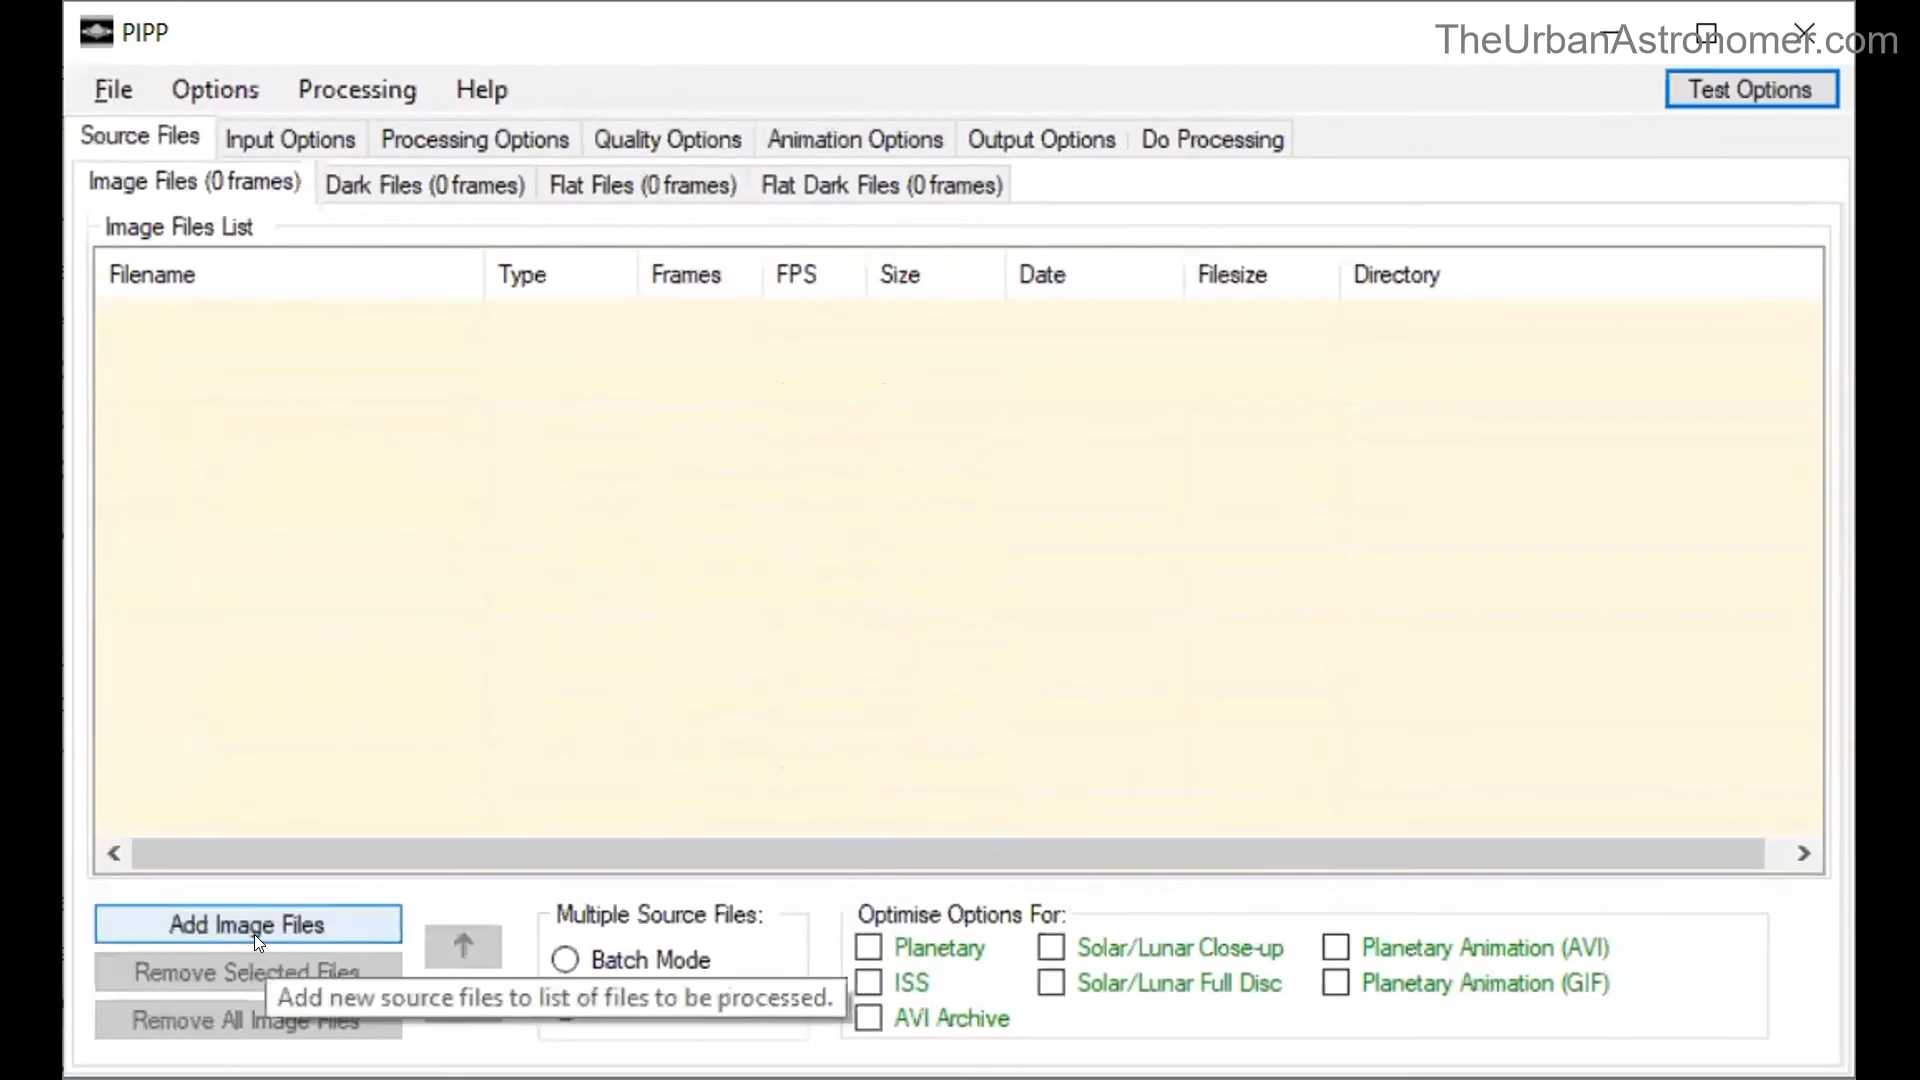 PIPP
TheUrbanAstronomer.com
File Options Processing Help Test Options
Source Files Input Options Processing Options Quality Options Animation Options Output Options Do Processing
Image Files (0 frames) Dark Files (0 frames) Flat Files (0 frames) Flat Dark Files (0 frames)
Image Files List
Filename Type Frames FPS Size Date Filesize Directory
Add Image Files
Remove Selected Files
Remove All Image Files
Multiple Source Files:
Batch Mode
Add new source files to list of files to be processed.
Optimise Options For:
Planetary Solar/Lunar Close-up Planetary Animation (AVI)
ISS Solar/Lunar Full Disc Planetary Animation (GIF)
AVI Archive